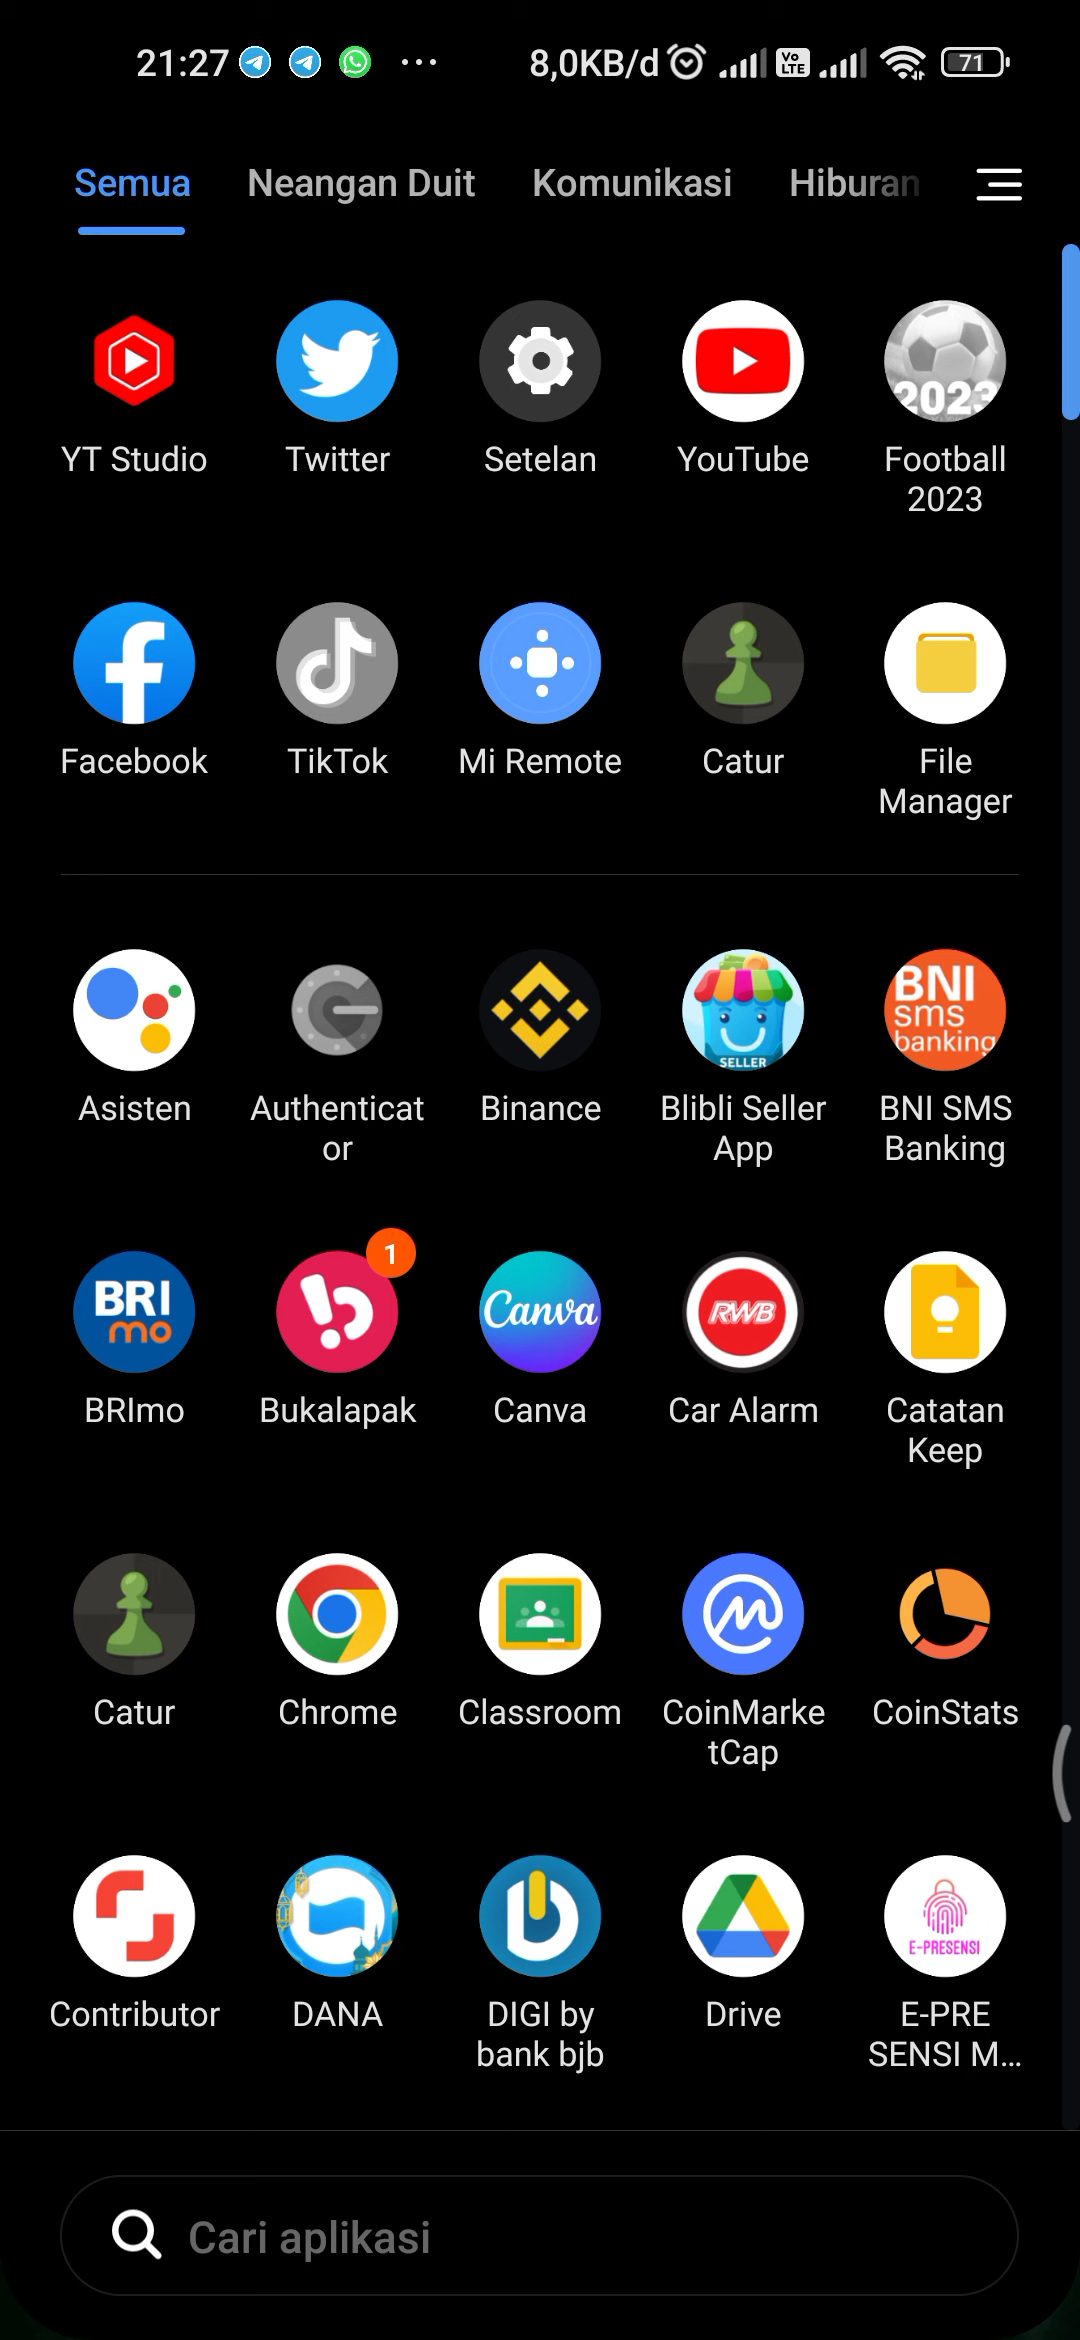 21:27 ... 8,0KB/d Vo LTE 71
Semua Neangan Duit Komunikasi Hiburan
2023
YT Studio Twitter Setelan YouTube Football
2023
Facebook TikTok Mi Remote Catur File
Manager
BNI
sms
banking
SELLER
Asisten Authenticat Binance Blibli Seller BNI SMS
or App Banking
1
BRI
mo
Canva
RWB
BRImo Bukalapak Canva Car Alarm Catatan
Keep
Catur Chrome Classroom CoinMarke CoinStats
tCap
E-PRESENSI
Contributor DANA DIGI by Drive E-PRE
bank bjb SENSI M...
Cari aplikasi